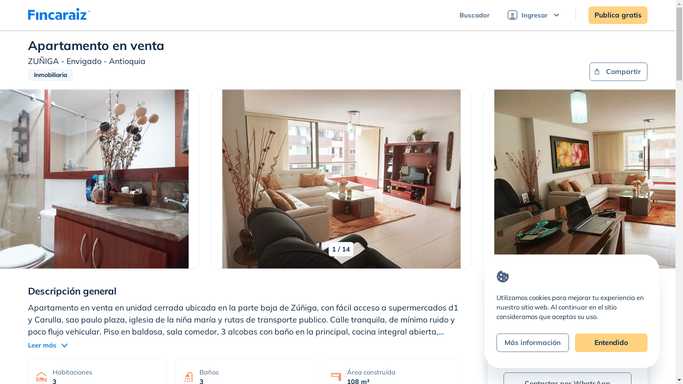 Fincaraiz
Buscador
Ingresar
Publica gratis
Apartamento en venta
ZUÑIGA - Envigado - Antioquia
Inmobiliaria
Compartir
1 / 14
Descripción general
Apartamento en venta en unidad cerrada ubicada en la parte baja de Zúñiga, con fácil acceso a supermercados d1
y Carulla, sao paulo plaza, iglesia de la niña maría y rutas de transporte publico. Calle tranquila, de mínimo ruido y
poco flujo vehicular. Piso en baldosa, sala comedor, 3 alcobas con baño en la principal, cocina integral abierta,...
Leer más
Habitaciones
3
Baños
3
Área construida
108 m²
Utilizamos cookies para mejorar tu experiencia en
nuestro sitio web. Al continuar en el sitio
consideramos que aceptas su uso.
Más información
Entendido
Contactar por WhatsApp